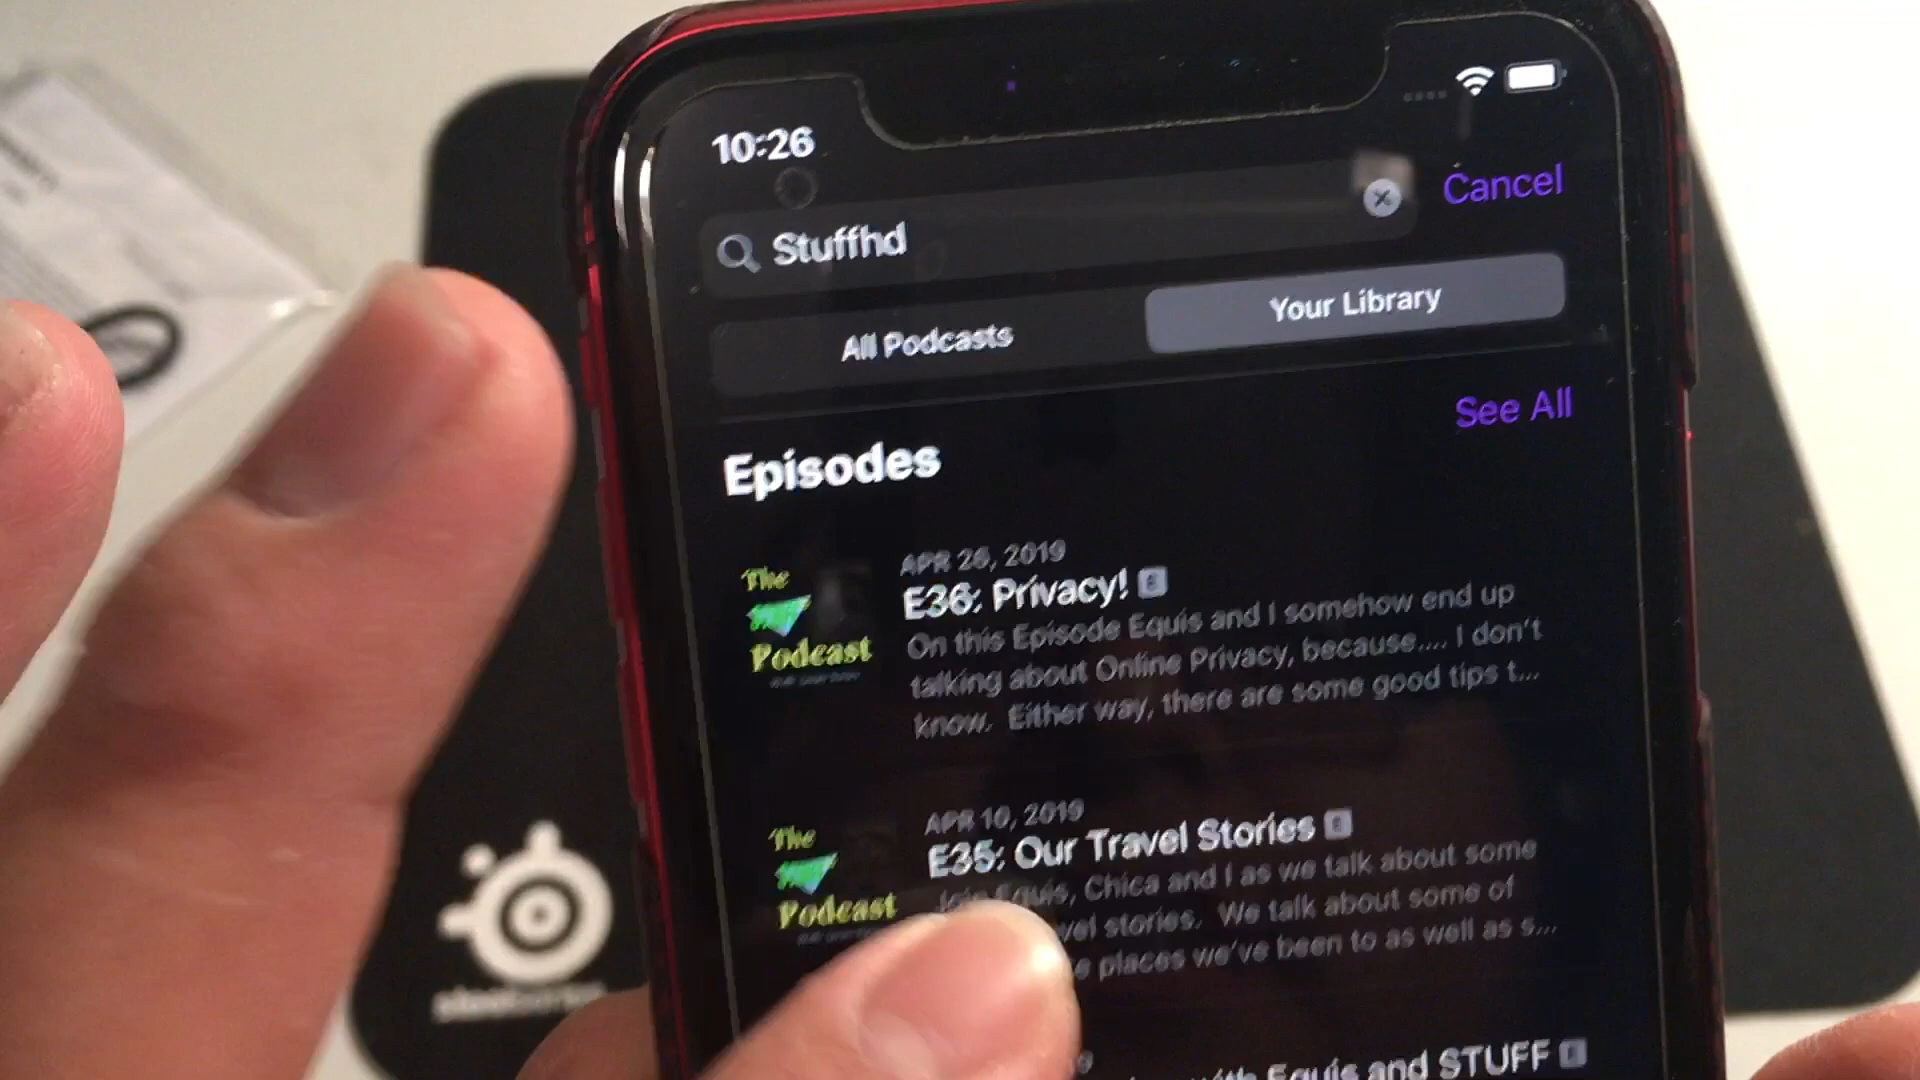 10:26
Cancel
Stuffhd
All Podcasts
Your Library
See All
Episodes
The
Podcast
APR 26, 2019
E36: Privacy! E
On this Episode Equis and I somehow end up
talking about Online Privacy, because.... I don't
know. Either way, there are some good tips t...
The
Podcast
APR 10, 2019
E35: Our Travel Stories E
Join Equis, Chica and I as we talk about some
vel stories. We talk about some of
e places we've been to as well as s...
with Equis and STUFF E
steelseries